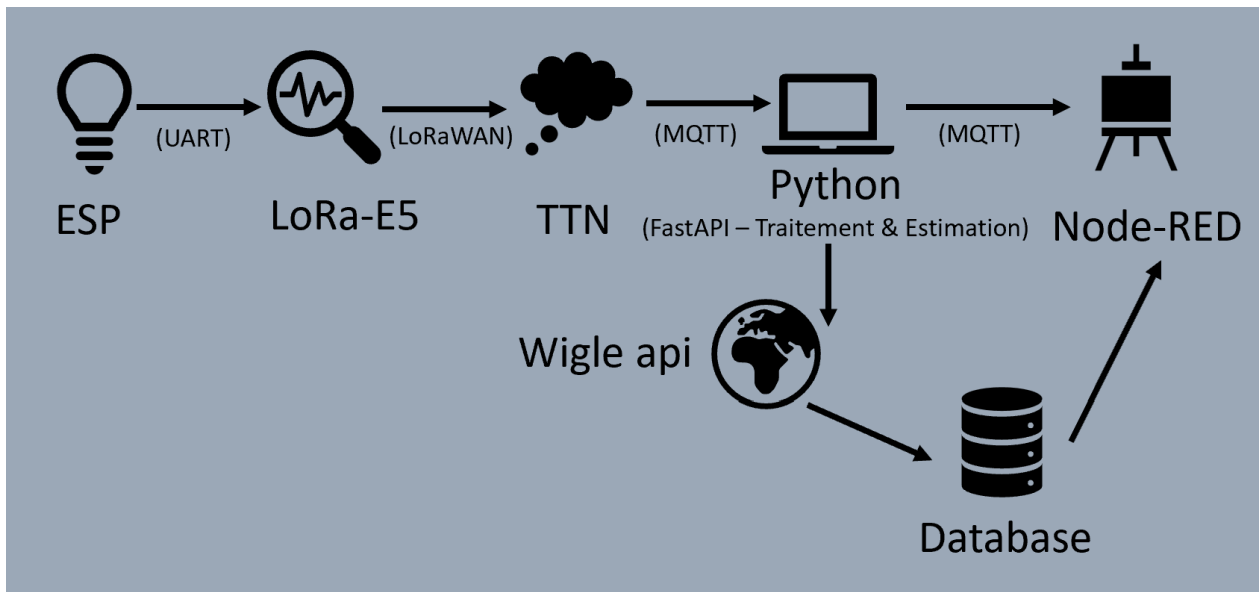 (UART)
(LoRaWAN)
(MQTT)
(MQTT)
ESP
LoRa-E5
TTN
Python
(FastAPI – Traitement & Estimation)
Node-RED
Wigle api
Database